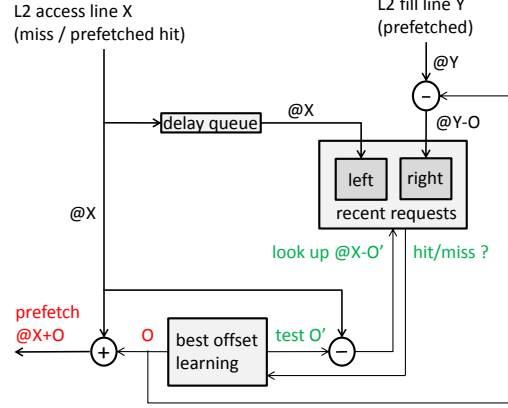 L2 access line X
(miss / prefetched hit)
L2 fill line Y
(prefetched)
@Y
−
@X
delay queue
@Y-O
left
right
recent requests
@X
look up @X-O’
hit/miss ?
prefetch
@X+O
O
+
best offset
learning
test O’
−